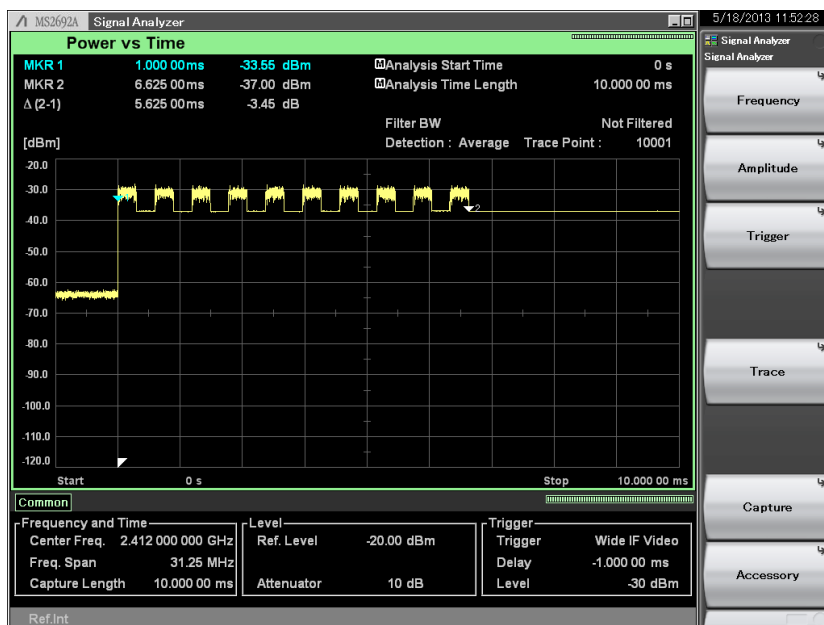 MS2692A Signal Analyzer
5/18/2013 11:52:28
Power vs Time
MKR 1 1.000 00 ms -33.55 dBm
MKR 2 6.625 00 ms -37.00 dBm
Δ (2-1) 5.625 00 ms -3.45 dB
M Analysis Start Time 0 s
M Analysis Time Length 10.000 00 ms
Filter BW Not Filtered
Detection : Average Trace Point : 10001
[dBm]
-20.0
-30.0
-40.0
-50.0
-60.0
-70.0
-80.0
-90.0
-100.0
-110.0
-120.0
2
Start 0 s Stop 10.000 00 ms
Common
Frequency and Time
Center Freq. 2.412 000 000 GHz
Freq. Span 31.25 MHz
Capture Length 10.000 00 ms
Level
Ref. Level -20.00 dBm
Attenuator 10 dB
Trigger
Trigger Wide IF Video
Delay -1.000 00 ms
Level -30 dBm
Ref.Int
Signal Analyzer
Signal Analyzer
Frequency
Amplitude
Trigger
Trace
Capture
Accessory